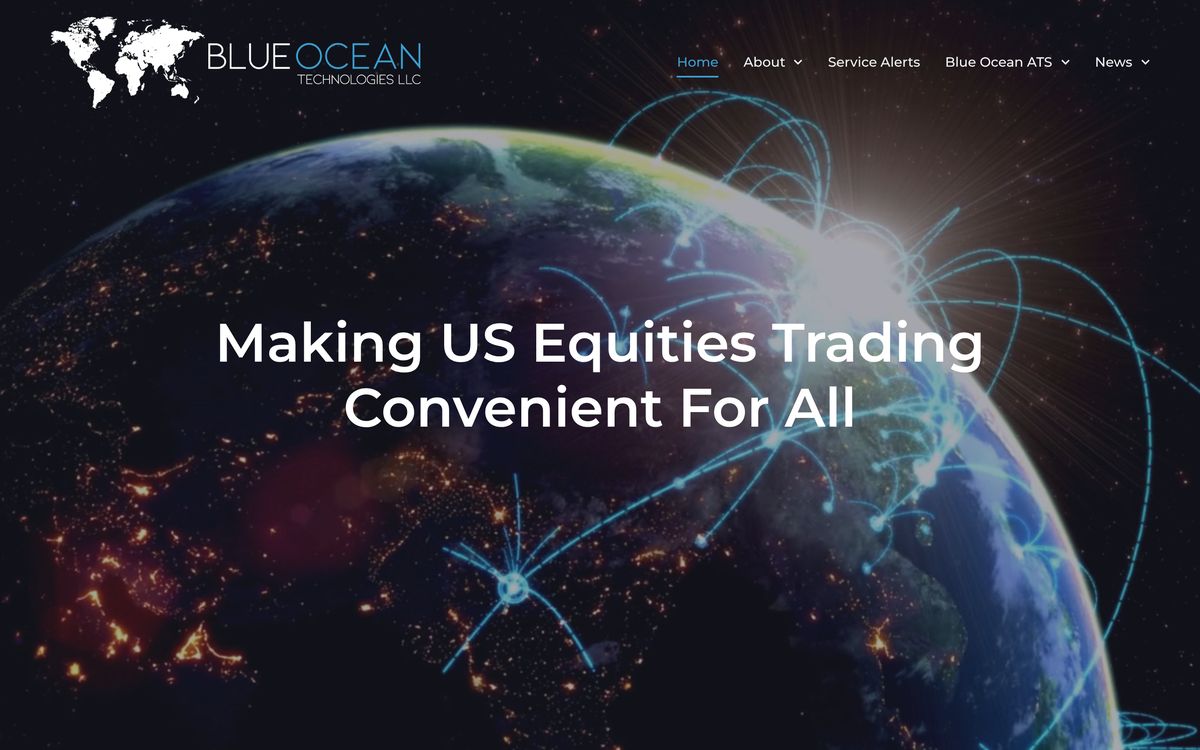 BLUE OCEAN
TECHNOLOGIES LLC
Home About Service Alerts Blue Ocean ATS News
Making US Equities Trading
Convenient For All